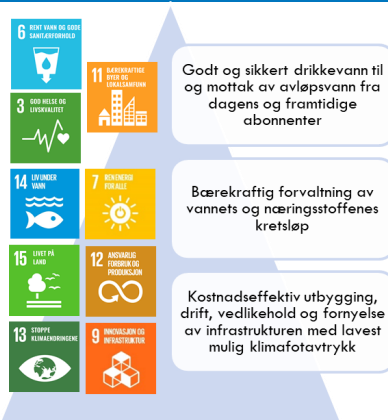 6 RENT VANN OG GODE
SANITÆRFORHOLD
11 BÆREKRAFTIGE
BYER OG
LOKALSAMFUNN
3 GOD HELSE OG
LIVSKVALITET
Godt og sikkert drikkevann til
og mottak av avløpsvann fra
dagens og framtidige
abonnenter
14 LIV UNDER
VANN
7 REN ENERGI
FOR ALLE
Bærekraftig forvaltning av
vannets og næringsstoffenes
kretsløp
15 LIVET PÅ
LAND
12 ANSVARLIG
FORBRUK OG
PRODUKSJON
13 STOPPE
KLIMAENDRINGENE
9 INNOVASJON OG
INFRASTRUKTUR
Kostnadseffektiv utbygging,
drift, vedlikehold og fornyelse
av infrastrukturen med lavest
mulig klimafotavtrykk